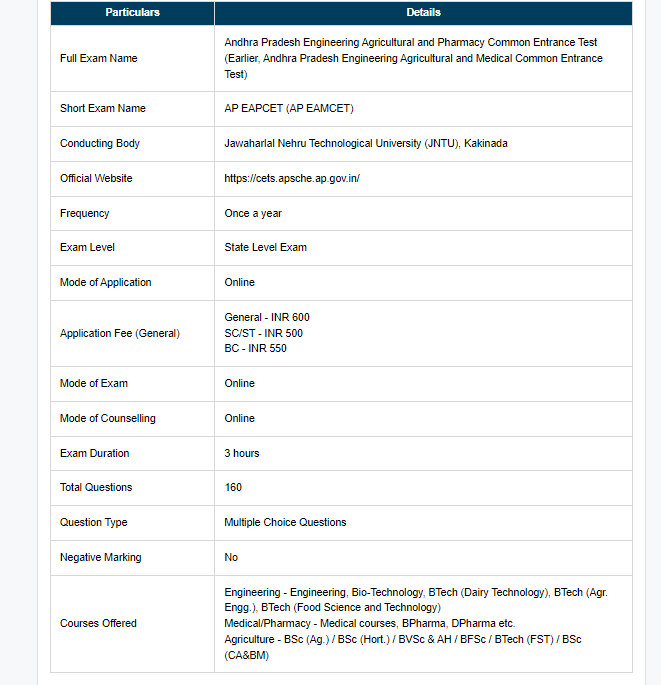 Particulars Details
Full Exam Name
Andhra Pradesh Engineering Agricultural and Pharmacy Common Entrance Test
(Earlier, Andhra Pradesh Engineering Agricultural and Medical Common Entrance
Test)
Short Exam Name AP EAPCET (AP EAMCET)
Conducting Body Jawaharlal Nehru Technological University (JNTU), Kakinada
Official Website https://cets.apsche.ap.gov.in/
Frequency Once a year
Exam Level State Level Exam
Mode of Application Online
Application Fee (General)
General - INR 600
SC/ST - INR 500
BC - INR 550
Mode of Exam Online
Mode of Counselling Online
Exam Duration 3 hours
Total Questions 160
Question Type Multiple Choice Questions
Negative Marking No
Courses Offered
Engineering - Engineering, Bio-Technology, BTech (Dairy Technology), BTech (Agr.
Engg.), BTech (Food Science and Technology)
Medical/Pharmacy - Medical courses, BPharma, DPharma etc.
Agriculture - BSc (Ag.) / BSc (Hort.) / BVSc & AH / BFSc / BTech (FST) / BSc
(CA&BM)